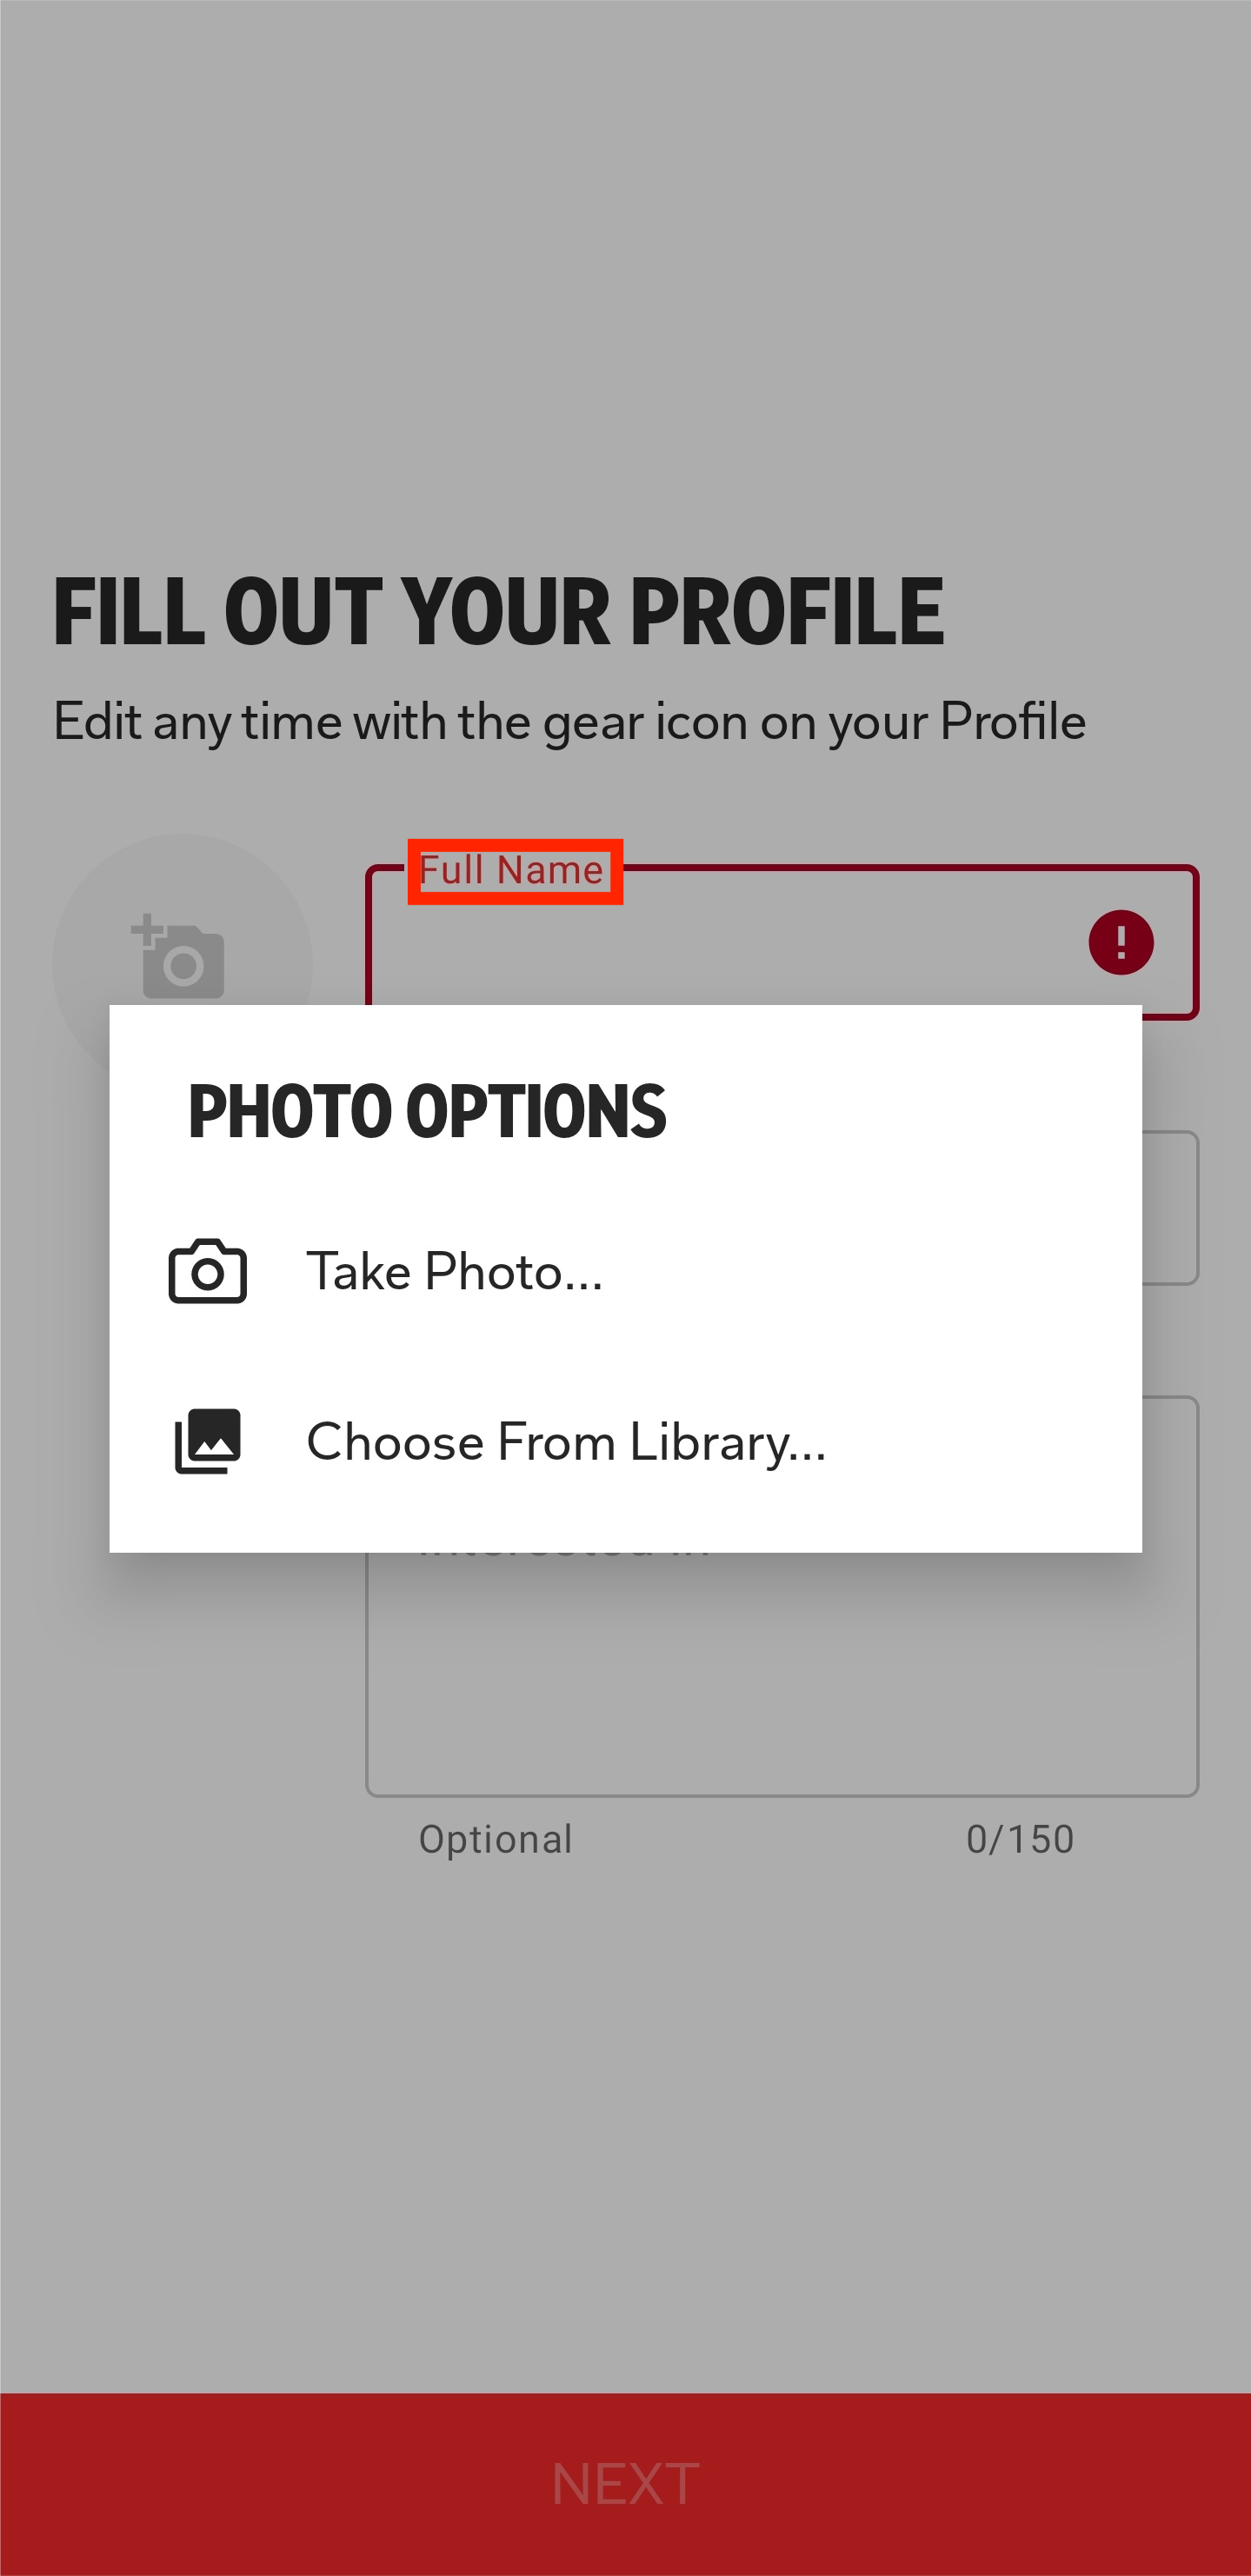 FILL OUT YOUR PROFILE
Edit any time with the gear icon on your Profile
Full Name
PHOTO OPTIONS
Take Photo...
Choose From Library...
Optional
0/150
NEXT